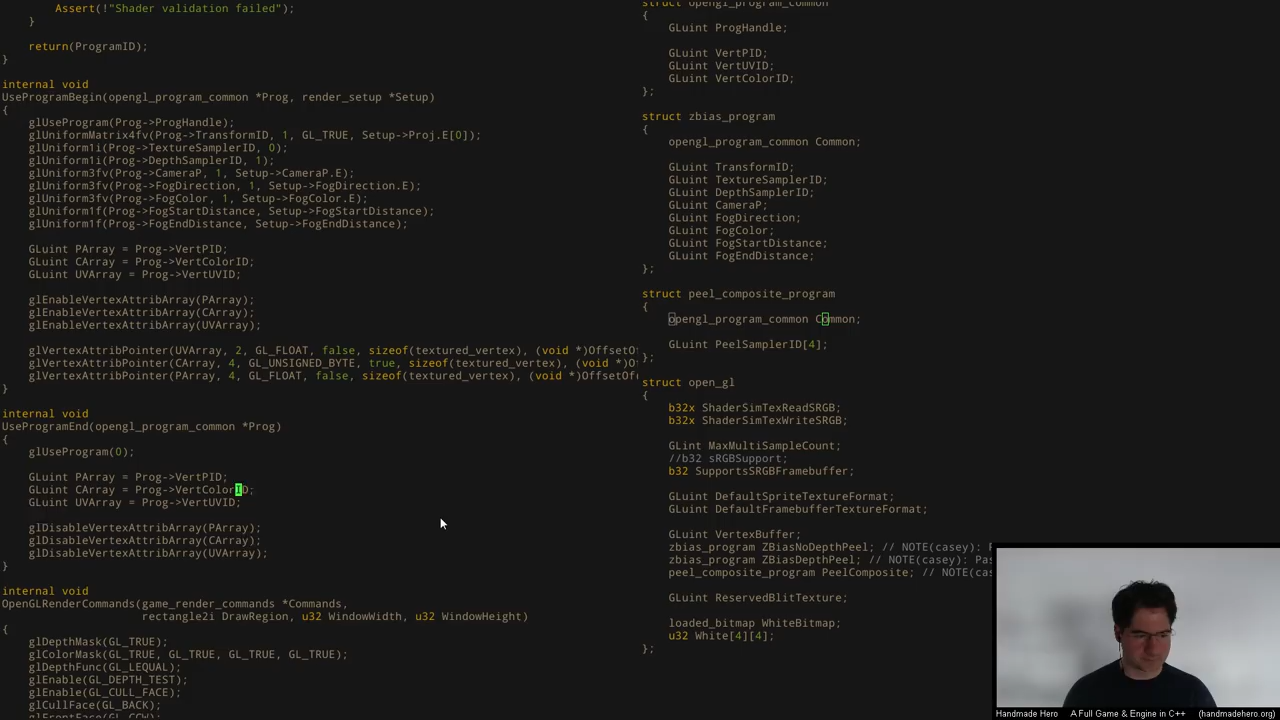 Assert(!"Shader validation failed");
}
return(ProgramID);
}
internal void
UseProgramBegin(opengl_program_common *Prog, render_setup *Setup)
{
glUseProgram(Prog->ProgHandle);
glUniformMatrix4fv(Prog->TransformID, 1, GL_TRUE, Setup->Proj.E[0]);
glUniform1i(Prog->TextureSamplerID, 0);
glUniform1i(Prog->DepthSamplerID, 1);
glUniform3fv(Prog->CameraP, 1, Setup->CameraP.E);
glUniform3fv(Prog->FogDirection, 1, Setup->FogDirection.E);
glUniform3fv(Prog->FogColor, 1, Setup->FogColor.E);
glUniform1f(Prog->FogStartDistance, Setup->FogStartDistance);
glUniform1f(Prog->FogEndDistance, Setup->FogEndDistance);
GLuint PArray = Prog->VertPID;
GLuint CArray = Prog->VertColorID;
GLuint UVArray = Prog->VertUVID;
glEnableVertexAttribArray(PArray);
glEnableVertexAttribArray(CArray);
glEnableVertexAttribArray(UVArray);
glVertexAttribPointer(UVArray, 2, GL_FLOAT, false, sizeof(textured_vertex), (void *)OffsetO
glVertexAttribPointer(CArray, 4, GL_UNSIGNED_BYTE, true, sizeof(textured_vertex), (void *)O
glVertexAttribPointer(PArray, 4, GL_FLOAT, false, sizeof(textured_vertex), (void *)OffsetOf
}
internal void
UseProgramEnd(opengl_program_common *Prog)
{
glUseProgram(0);
GLuint PArray = Prog->VertPID;
GLuint CArray = Prog->VertColorID;
GLuint UVArray = Prog->VertUVID;
glDisableVertexAttribArray(PArray);
glDisableVertexAttribArray(CArray);
glDisableVertexAttribArray(UVArray);
}
internal void
OpenGLRenderCommands(game_render_commands *Commands,
rectangle2i DrawRegion, u32 WindowWidth, u32 WindowHeight)
{
glDepthMask(GL_TRUE);
glColorMask(GL_TRUE, GL_TRUE, GL_TRUE, GL_TRUE);
glDepthFunc(GL_LEQUAL);
glEnable(GL_DEPTH_TEST);
glEnable(GL_CULL_FACE);
glCullFace(GL_BACK);
glFrontFace(GL_CCW);
struct opengl_program_common
{
GLuint ProgHandle;
GLuint VertPID;
GLuint VertUVID;
GLuint VertColorID;
};
struct zbias_program
{
opengl_program_common Common;
GLuint TransformID;
GLuint TextureSamplerID;
GLuint DepthSamplerID;
GLuint CameraP;
GLuint FogDirection;
GLuint FogColor;
GLuint FogStartDistance;
GLuint FogEndDistance;
};
struct peel_composite_program
{
opengl_program_common Common;
GLuint PeelSamplerID[4];
};
struct open_gl
{
b32x ShaderSimTexReadSRGB;
b32x ShaderSimTexWriteSRGB;
GLint MaxMultiSampleCount;
//b32 sRGBSupport;
b32 SupportsSRGBFramebuffer;
GLuint DefaultSpriteTextureFormat;
GLuint DefaultFramebufferTextureFormat;
GLuint VertexBuffer;
zbias_program ZBiasNoDepthPeel; // NOTE(casey):
zbias_program ZBiasDepthPeel; // NOTE(casey): Pa
peel_composite_program PeelComposite; // NOTE(cas
GLuint ReservedBlitTexture;
loaded_bitmap WhiteBitmap;
u32 White[4][4];
};
Handmade Hero A Full Game & Engine in C++ (handmadehero.org)